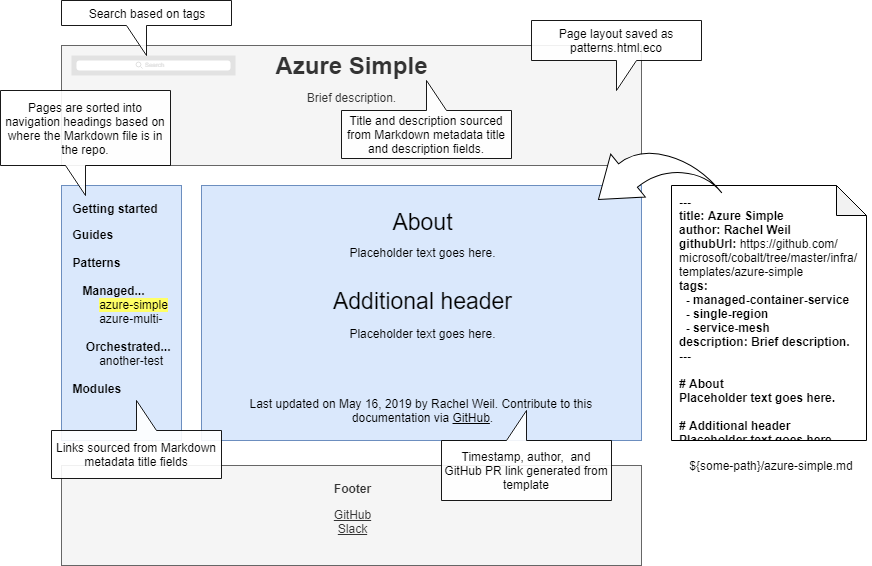 Search based on tags
Page layout saved as
patterns.html.eco
Search
Azure Simple
Brief description.
Pages are sorted into
navigation headings based on
where the Markdown file is in
the repo.
Title and description sourced
from Markdown metadata title
and description fields.
Getting started
Guides
Patterns
Managed...
azure-simple
azure-multi-
Orchestrated...
another-test
Modules
About
Placeholder text goes here.
Additional header
Placeholder text goes here.
Last updated on May 16, 2019 by Rachel Weil. Contribute to this
documentation via GitHub.
---
title: Azure Simple
author: Rachel Weil
githubUrl: https://github.com/
microsoft/cobalt/tree/master/infra/
templates/azure-simple
tags:
- managed-container-service
- single-region
- service-mesh
description: Brief description.
---
# About
Placeholder text goes here.
# Additional header
Placeholder text goes here.
${some-path}/azure-simple.md
Links sourced from Markdown
metadata title fields
Timestamp, author,  and
GitHub PR link generated from
template
Footer
GitHub
Slack